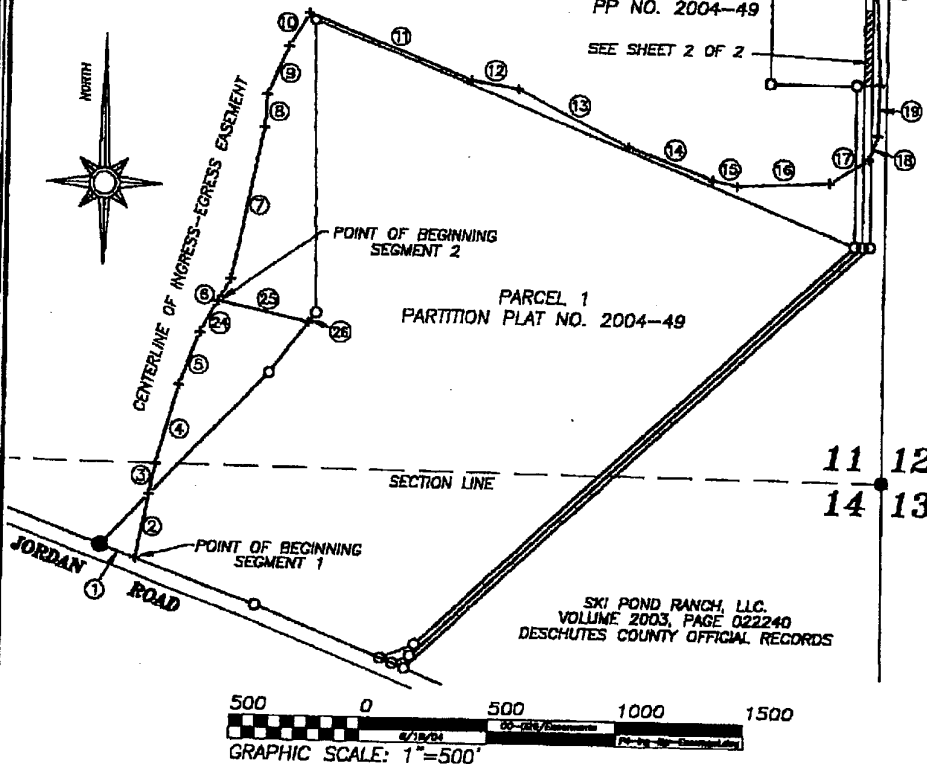 PP NO. 2004-49
SEE SHEET 2 OF 2
NORTH
10
11
12
9
13
8
19
14
15
16
17
18
CENTERLINE OF INGRESS-EGRESS EASEMENT
7
POINT OF BEGINNING
SEGMENT 2
6
25
24
26
PARCEL 1
PARTITION PLAT NO. 2004-49
5
4
3
SECTION LINE
11 12
14 13
2
POINT OF BEGINNING
SEGMENT 1
JORDAN ROAD
1
SKI POND RANCH, LLC.
VOLUME 2003, PAGE 022240
DESCHUTES COUNTY OFFICIAL RECORDS
500 0 500 1000 1500
GRAPHIC SCALE: 1"=500'